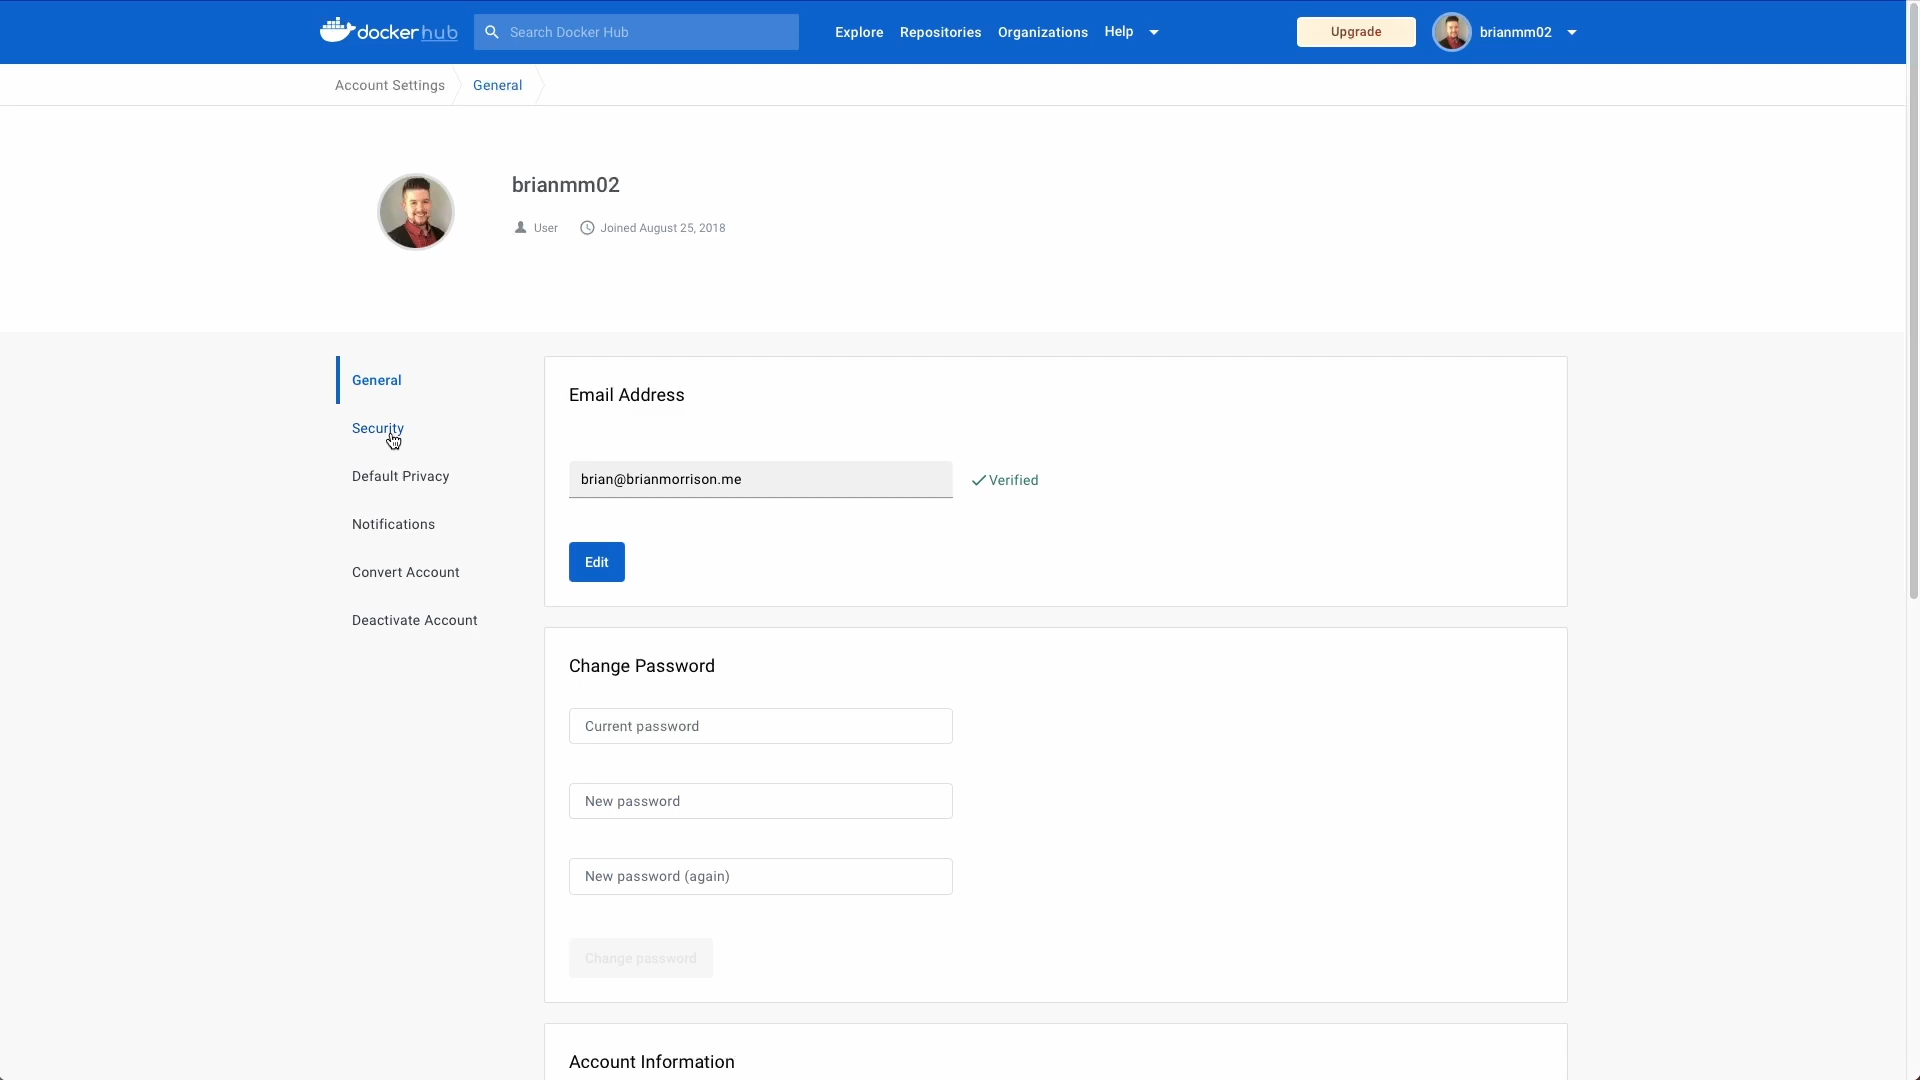 docker hub
Search Docker Hub
Explore
Repositories
Organizations
Help
Upgrade
brianmm02
Account Settings
General
brianmm02
User
Joined August 25, 2018
General
Security
Default Privacy
Notifications
Convert Account
Deactivate Account
Email Address
brian@brianmorrison.me
Verified
Edit
Change Password
Current password
New password
New password (again)
Change password
Account Information